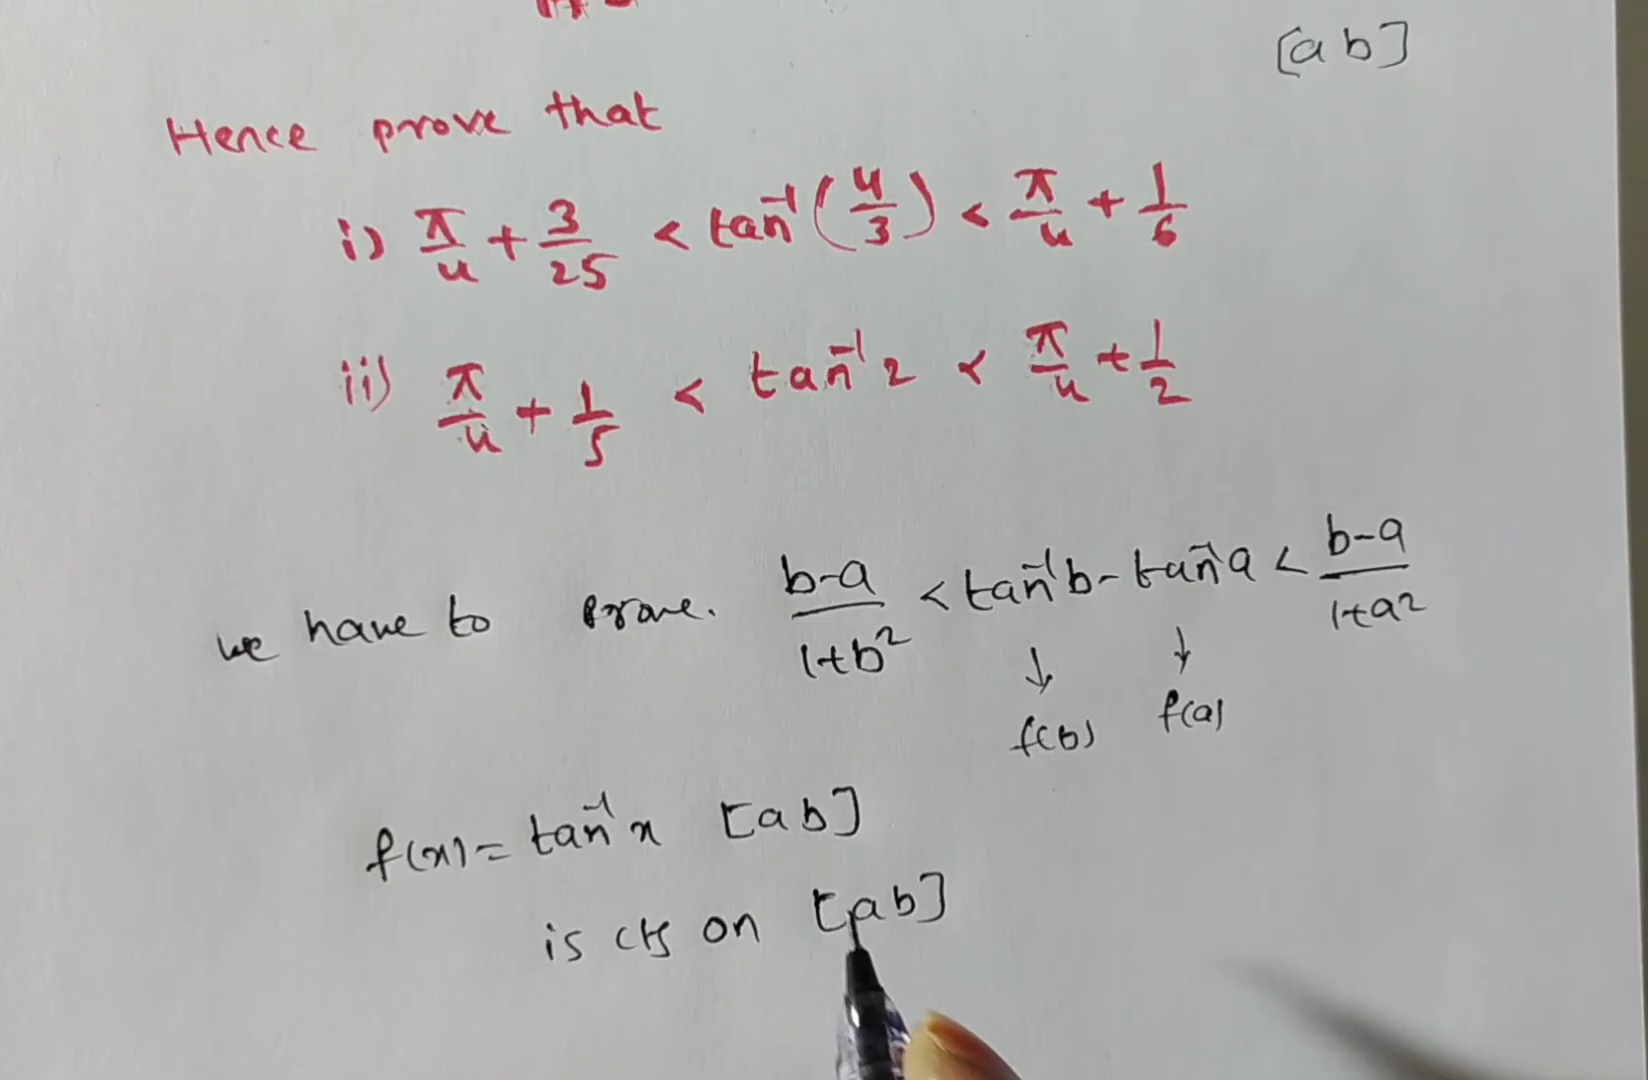 [a b]
Hence prove that
i) π/4 + 3/25 < tan⁻¹(4/3) < π/4 + 1/6
ii) π/4 + 1/5 < tan⁻¹ 2 < π/4 + 1/2
we have to prove. b-a/1+b² < tan⁻¹b - tan⁻¹a < b-a/1+a²
↓ ↓
f(b) f(a)
f(x) = tan⁻¹x [a b]
is cts on [a b]